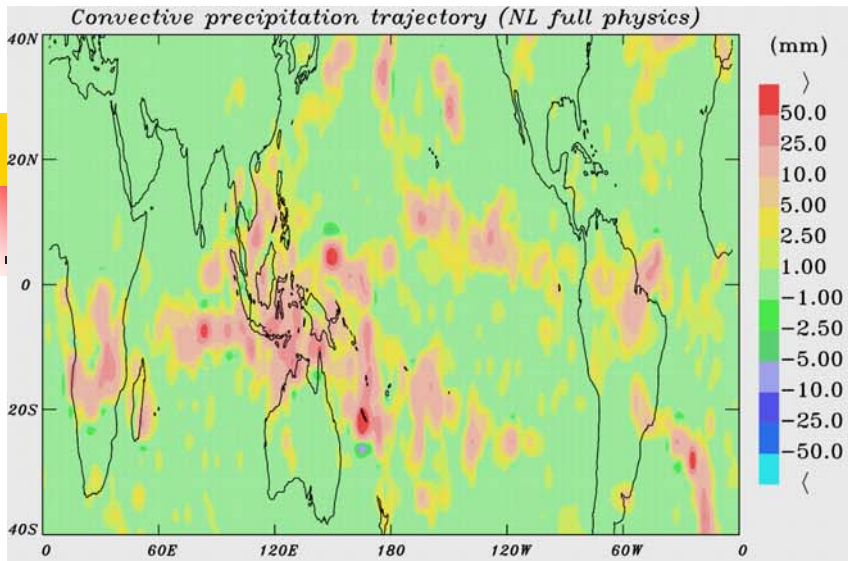 Convective precipitation trajectory (NL full physics)
40N
20N
0
20S
40S
0 60E 120E 180 120W 60W 0
(mm)
>
50.0
25.0
10.0
5.00
2.50
1.00
-1.00
-2.50
-5.00
-10.0
-25.0
-50.0
<